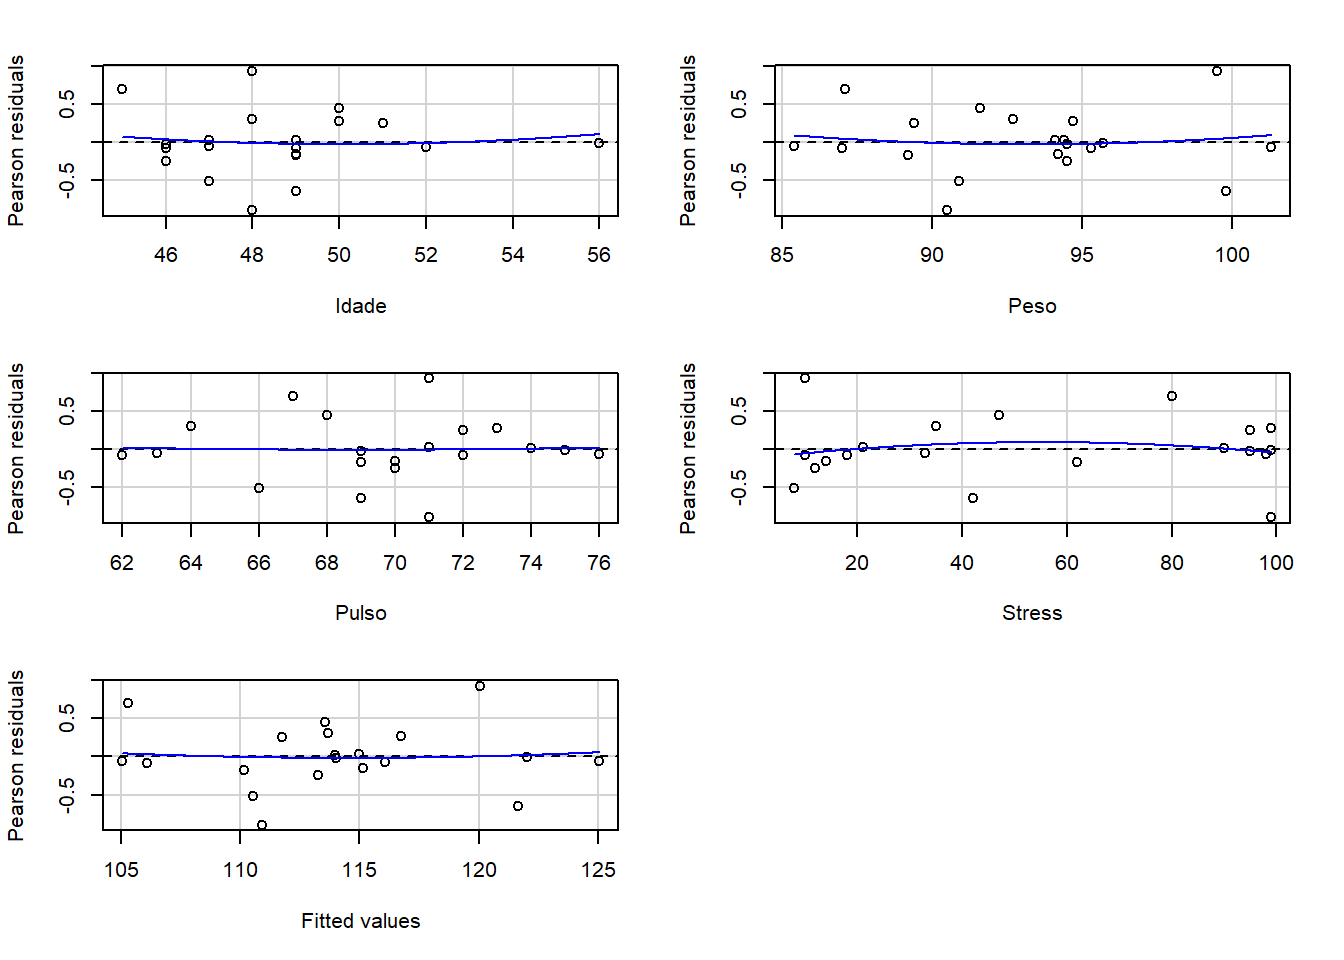 Pearson residuals
0.5
-0.5
46 48 50 52 54 56
Idade
Pearson residuals
0.5
-0.5
85 90 95 100
Peso
Pearson residuals
0.5
-0.5
62 64 66 68 70 72 74 76
Pulso
Pearson residuals
0.5
-0.5
20 40 60 80 100
Stress
Pearson residuals
0.5
-0.5
105 110 115 120 125
Fitted values